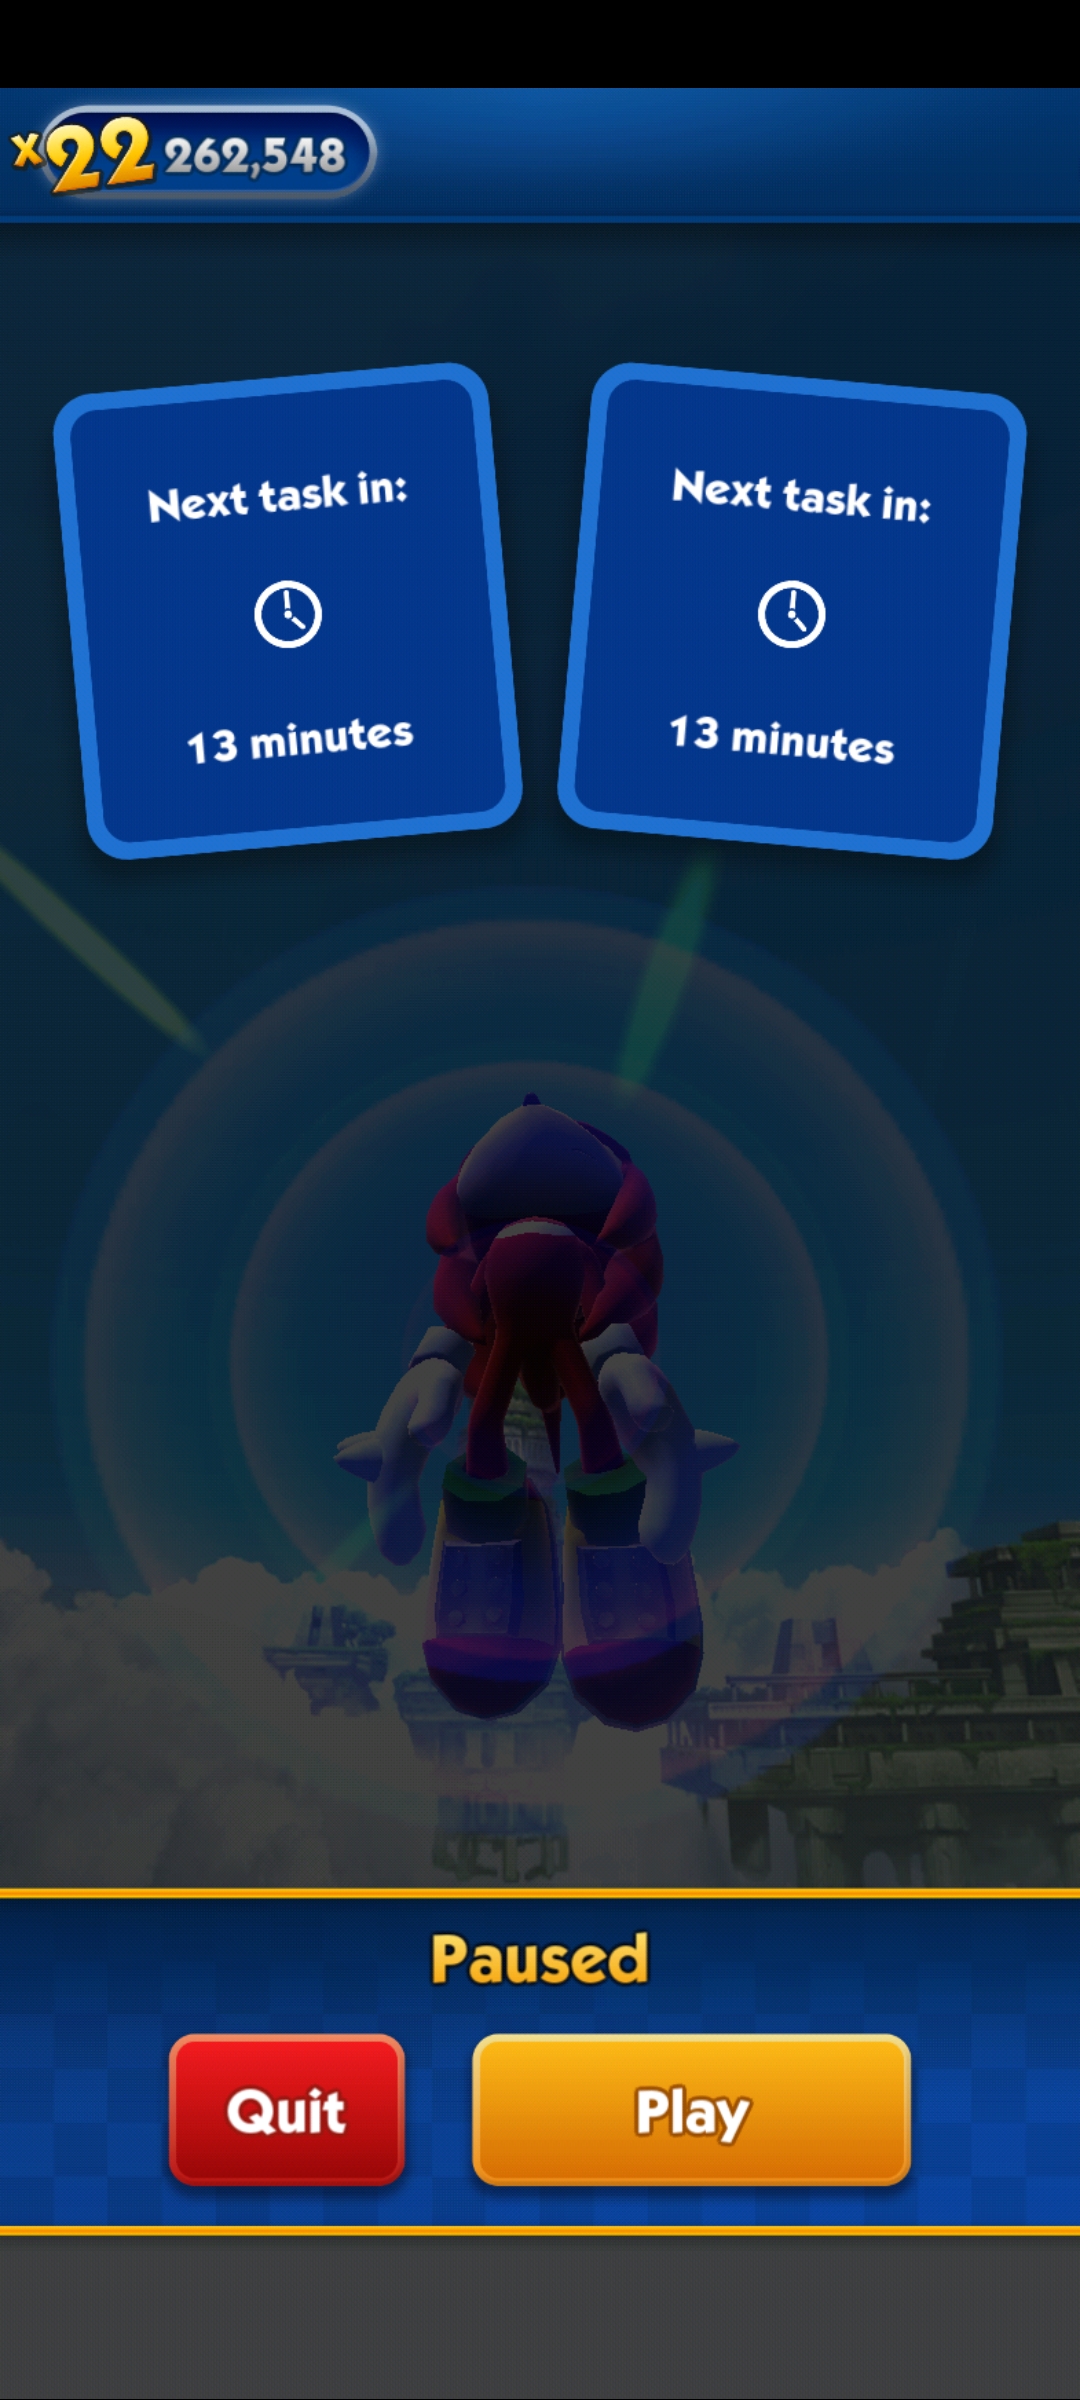 x22 262,548
Next task in:
13 minutes
Next task in:
13 minutes
Paused
Quit
Play